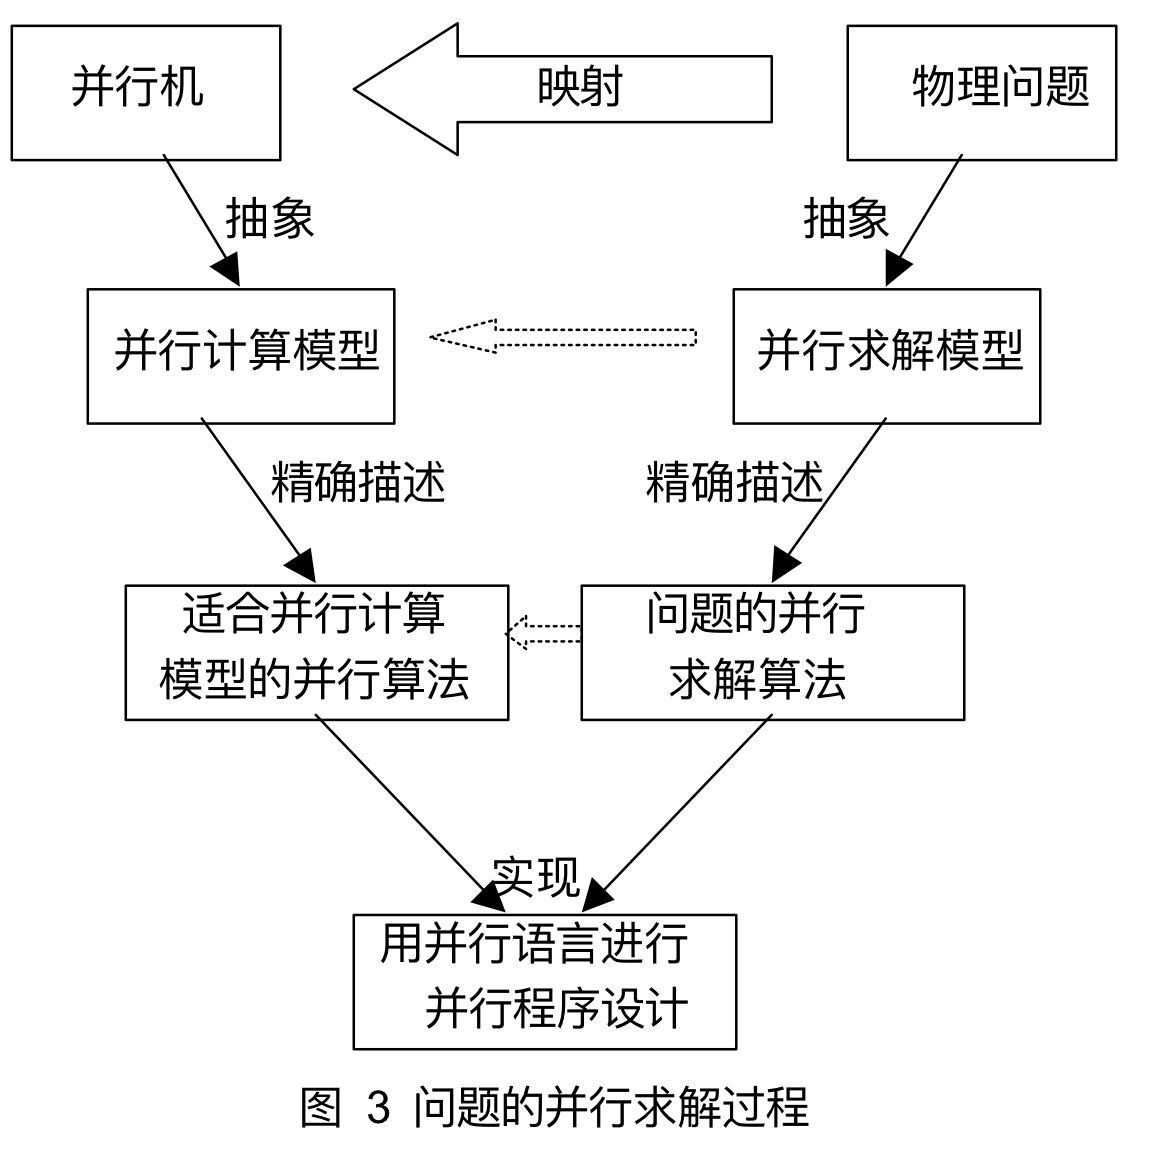 并行机
映射
物理问题
抽象
抽象
并行计算模型
并行求解模型
精确描述
精确描述
适合并行计算
模型的并行算法
问题的并行
求解算法
实现
用并行语言进行
并行程序设计
图 3 问题的并行求解过程